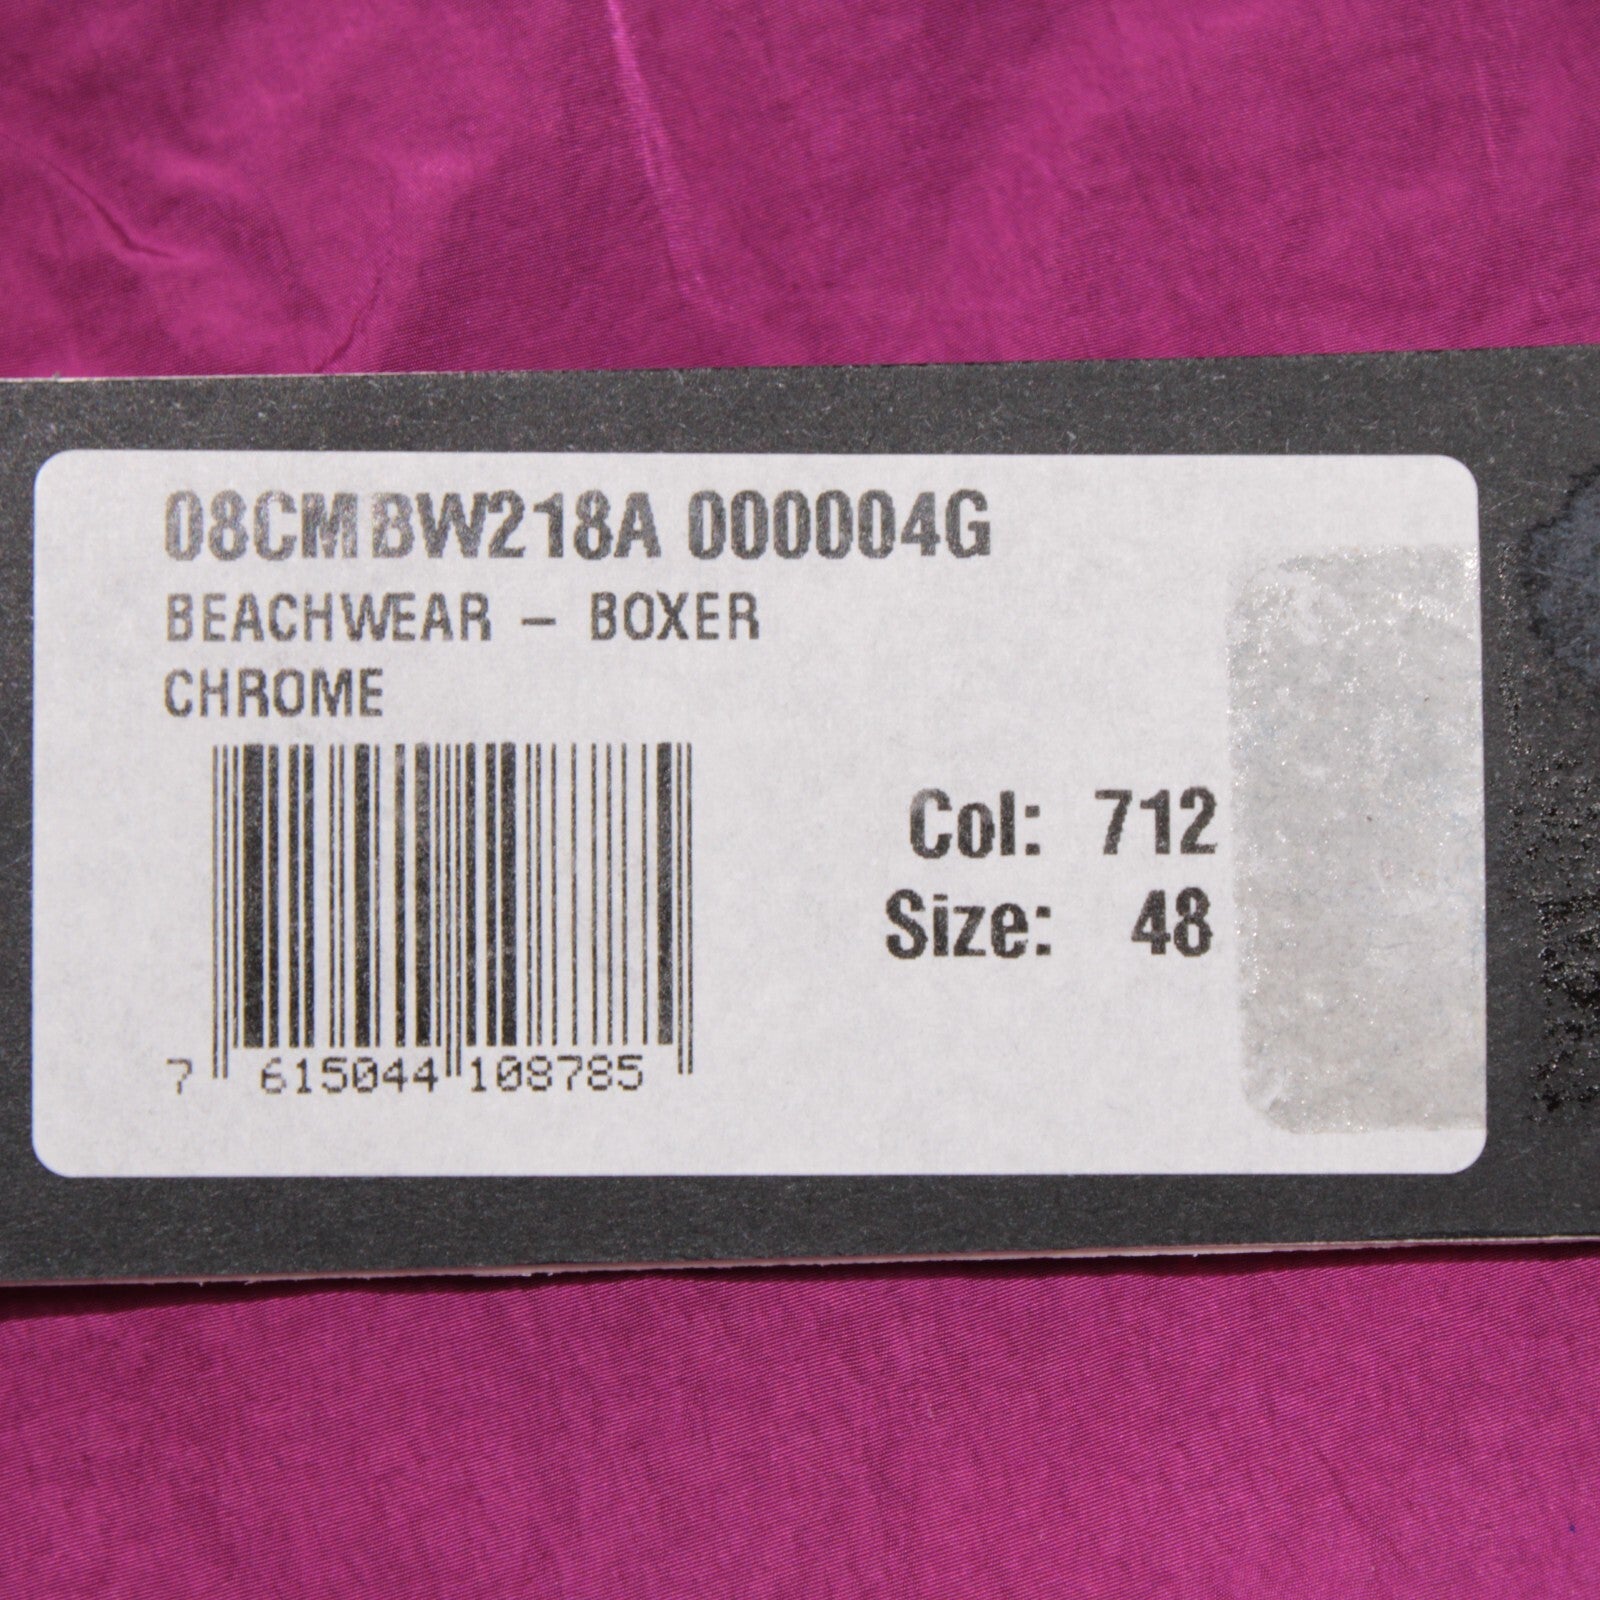 08CMBW218A 000004G
BEACHWEAR – BOXER
CHROME
Col: 712
Size: 48
7 615044 108785